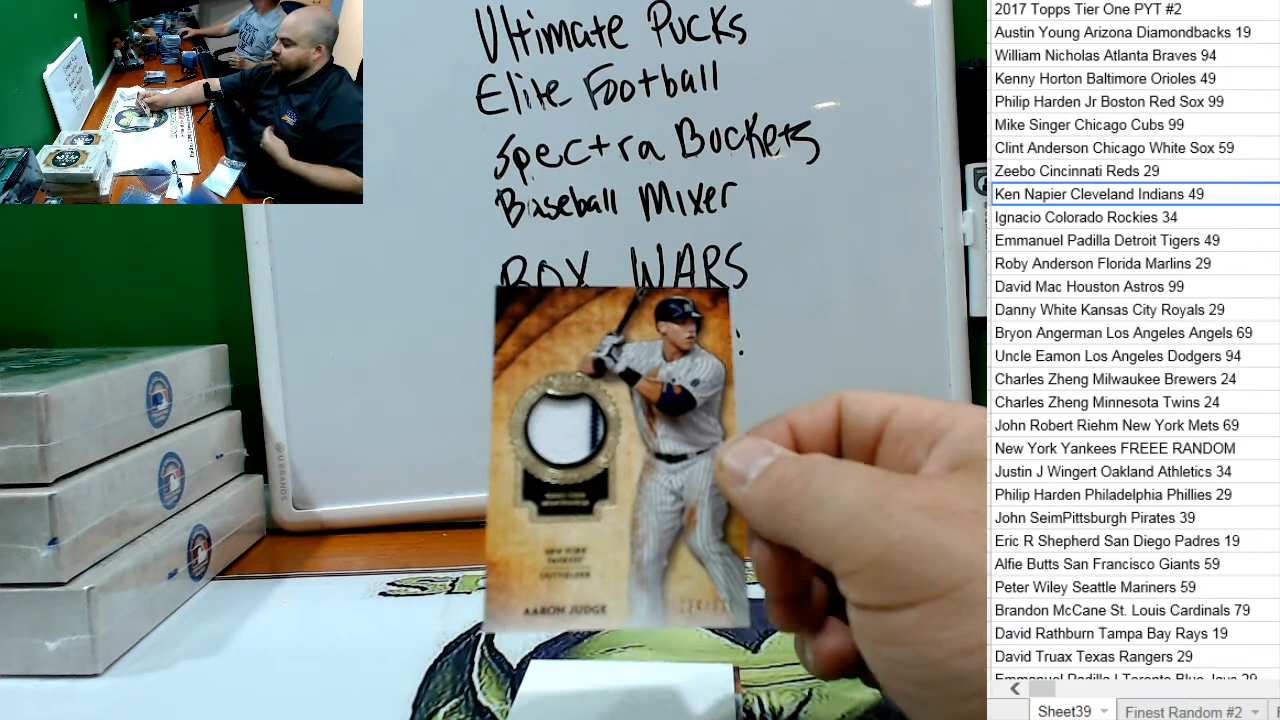 Ultimate Pucks
Elite Football
Spectra Buckets
Baseball Mixer
BOX WARS
NEW YORK
YANKEES
OUTFIELDER
AARON JUDGE
2017 Topps Tier One PYT #2
Austin Young Arizona Diamondbacks 19
William Nicholas Atlanta Braves 94
Kenny Horton Baltimore Orioles 49
Philip Harden Jr Boston Red Sox 99
Mike Singer Chicago Cubs 99
Clint Anderson Chicago White Sox 59
Zeebo Cincinnati Reds 29
Ken Napier Cleveland Indians 49
Ignacio Colorado Rockies 34
Emmanuel Padilla Detroit Tigers 49
Roby Anderson Florida Marlins 29
David Mac Houston Astros 99
Danny White Kansas City Royals 29
Bryon Angerman Los Angeles Angels 69
Uncle Eamon Los Angeles Dodgers 94
Charles Zheng Milwaukee Brewers 24
Charles Zheng Minnesota Twins 24
John Robert Riehm New York Mets 69
New York Yankees FREEE RANDOM
Justin J Wingert Oakland Athletics 34
Philip Harden Philadelphia Phillies 29
John SeimPittsburgh Pirates 39
Eric R Shepherd San Diego Padres 19
Alfie Butts San Francisco Giants 59
Peter Wiley Seattle Mariners 59
Brandon McCane St. Louis Cardinals 79
David Rathburn Tampa Bay Rays 19
David Truax Texas Rangers 29
Emmanuel Padilla I Toronto Blue Jays 29
Sheet39
Finest Random #2